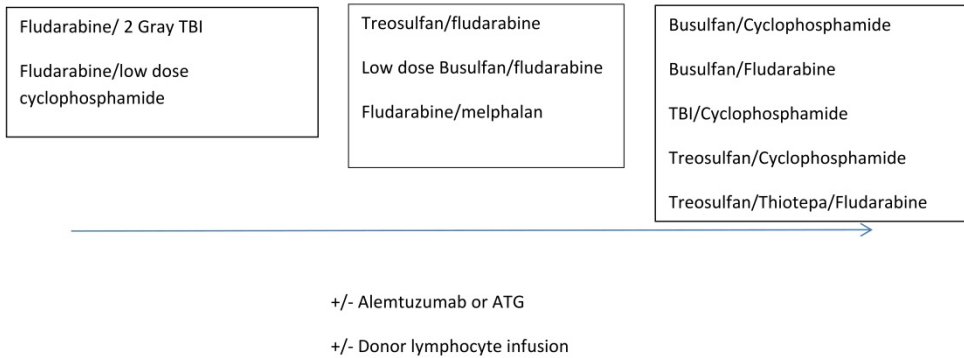 Fludarabine/ 2 Gray TBI
Fludarabine/low dose
cyclophosphamide
Treosulfan/fludarabine
Low dose Busulfan/fludarabine
Fludarabine/melphalan
Busulfan/Cyclophosphamide
Busulfan/Fludarabine
TBI/Cyclophosphamide
Treosulfan/Cyclophosphamide
Treosulfan/Thiotepa/Fludarabine
+/- Alemtuzumab or ATG
+/- Donor lymphocyte infusion